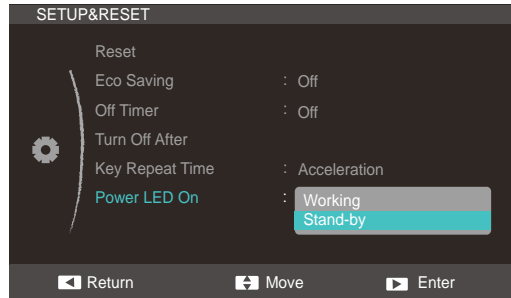 SETUP&RESET
Reset
Eco Saving : Off
Off Timer : Off
Turn Off After
Key Repeat Time : Acceleration
Power LED On : Working
Stand-by
Return Move Enter